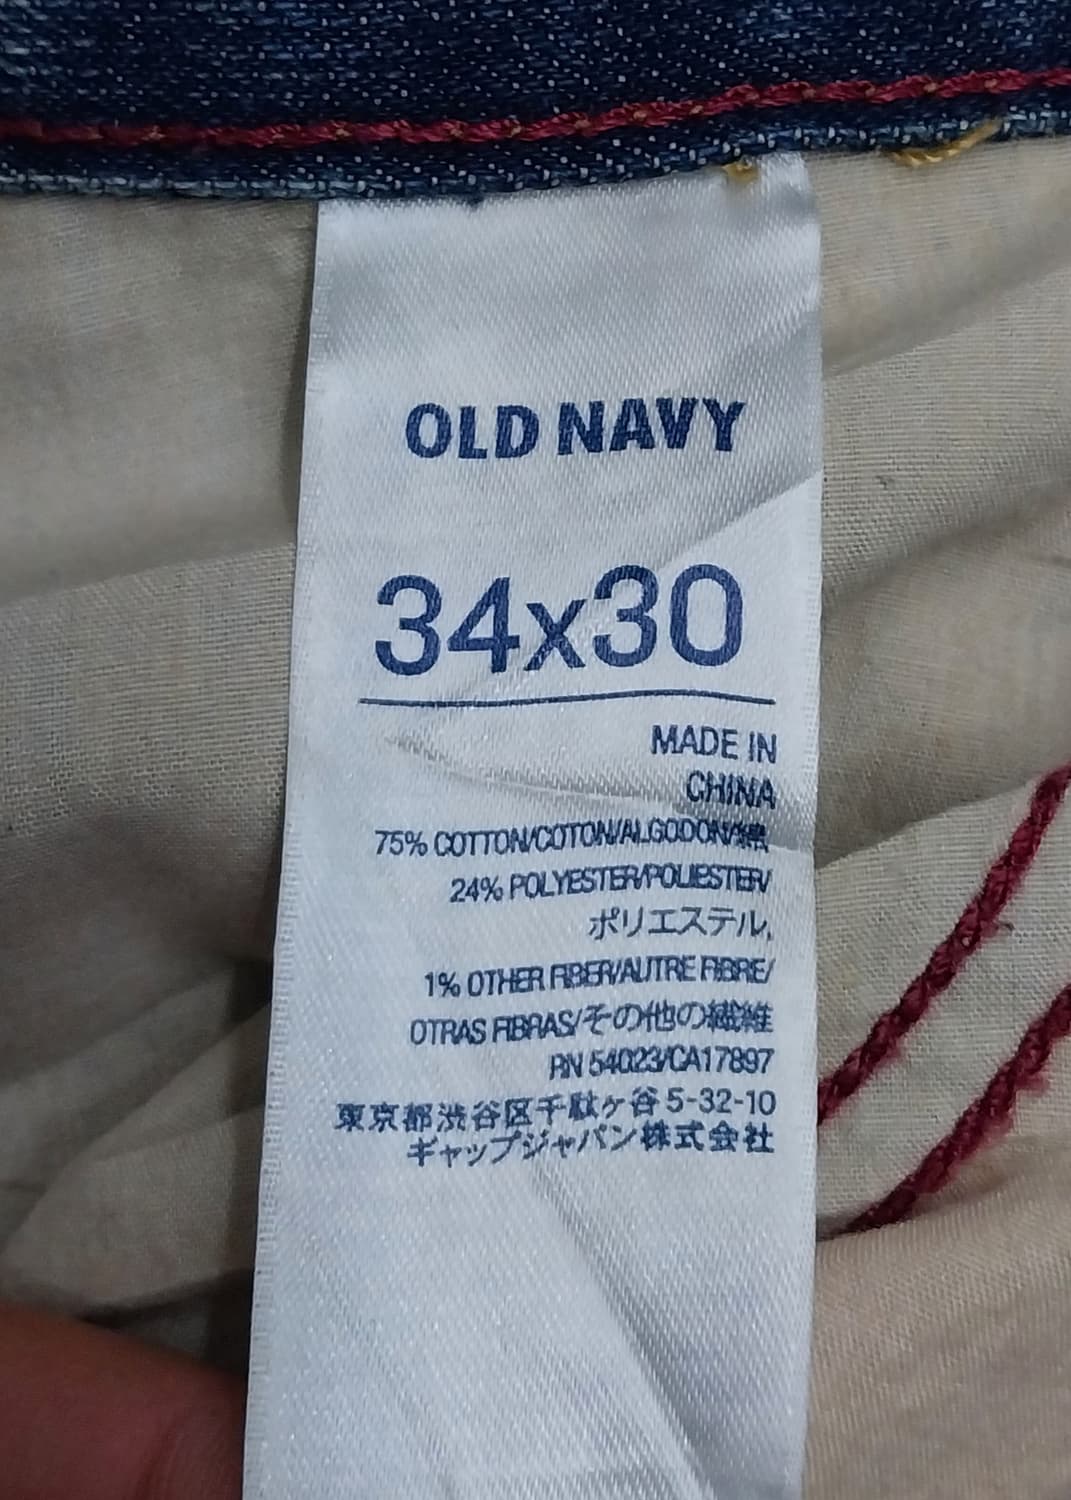 OLD NAVY
34x30
MADE IN
CHINA
75% COTTON/COTON/ALGODON/綿
24% POLYESTER/POLIESTER/
ポリエステル,
1% OTHER FIBER/AUTRE FIBRE/
OTRAS FIBRAS/その他の繊維
RN 54023/CA17897
東京都渋谷区千駄ヶ谷 5-32-10
ギャップジャパン株式会社